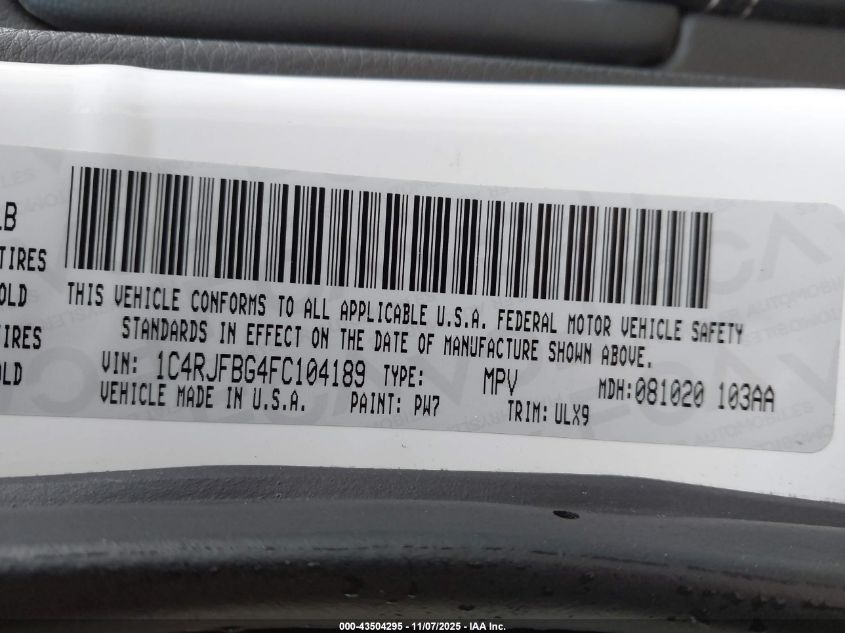 LB
TIRES
OLD
TIRES
OLD
THIS VEHICLE CONFORMS TO ALL APPLICABLE U.S.A. FEDERAL MOTOR VEHICLE SAFETY
STANDARDS IN EFFECT ON THE DATE OF MANUFACTURE SHOWN ABOVE.
VIN: 1C4RJFBG4FC104189 TYPE: MPV MDH:081020 103AA
VEHICLE MADE IN U.S.A. PAINT: PW7 TRIM: ULX9
000-43504295 - 11/07/2025 - IAA Inc.